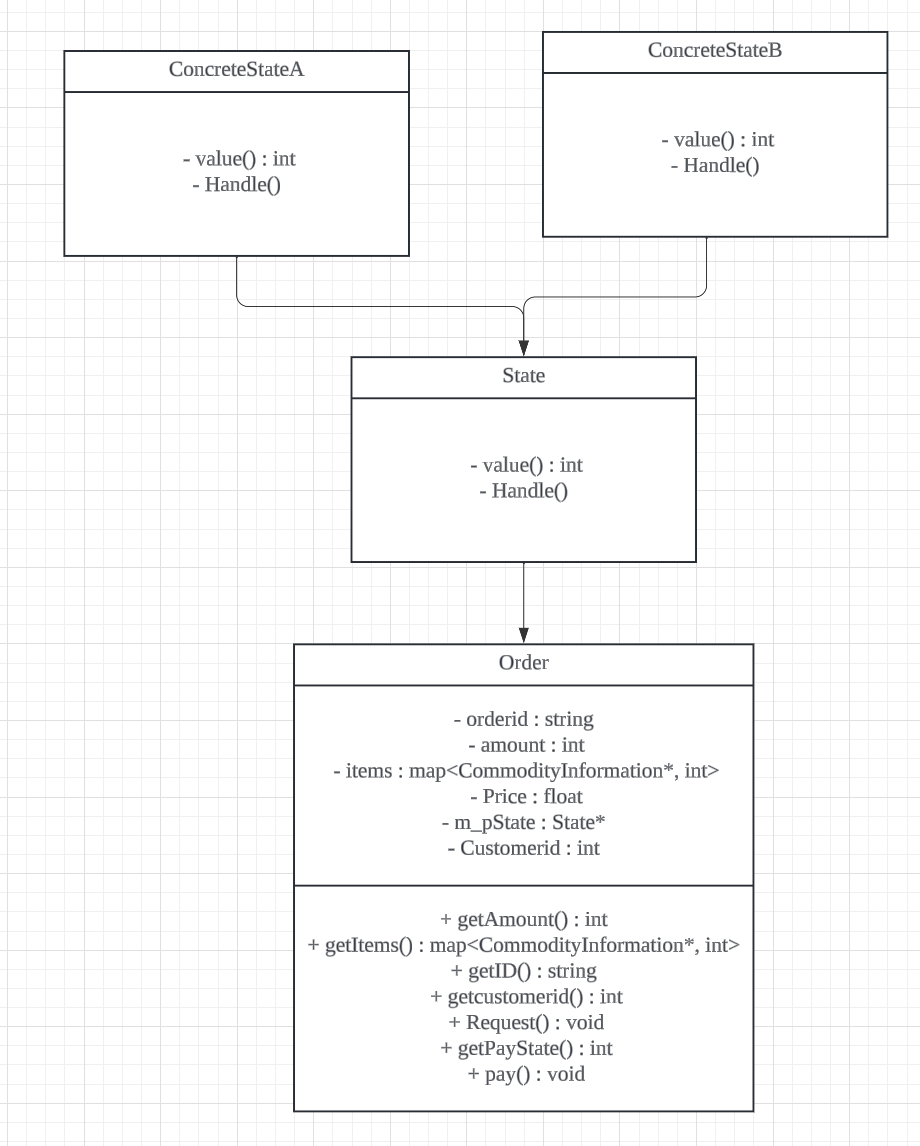 ConcreteStateA
- value() : int
- Handle()
ConcreteStateB
- value() : int
- Handle()
State
- value() : int
- Handle()
Order
- orderid : string
- amount : int
- items : map<CommodityInformation*, int>
- Price : float
- m_pState : State*
- Customerid : int
+ getAmount() : int
+ getItems() : map<CommodityInformation*, int>
+ getID() : string
+ getcustomerid() : int
+ Request() : void
+ getPayState() : int
+ pay() : void